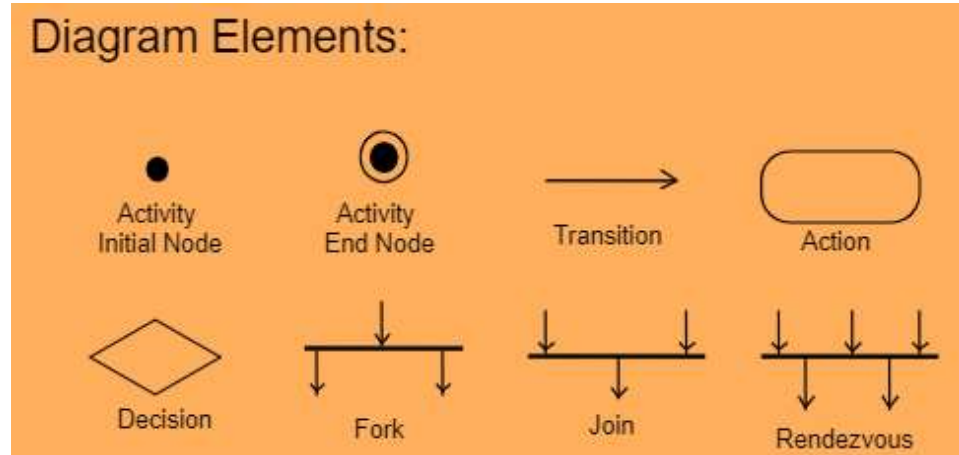 Diagram Elements:
Activity
Initial Node
Activity
End Node
Transition
Action
Decision
Fork
Join
Rendezvous